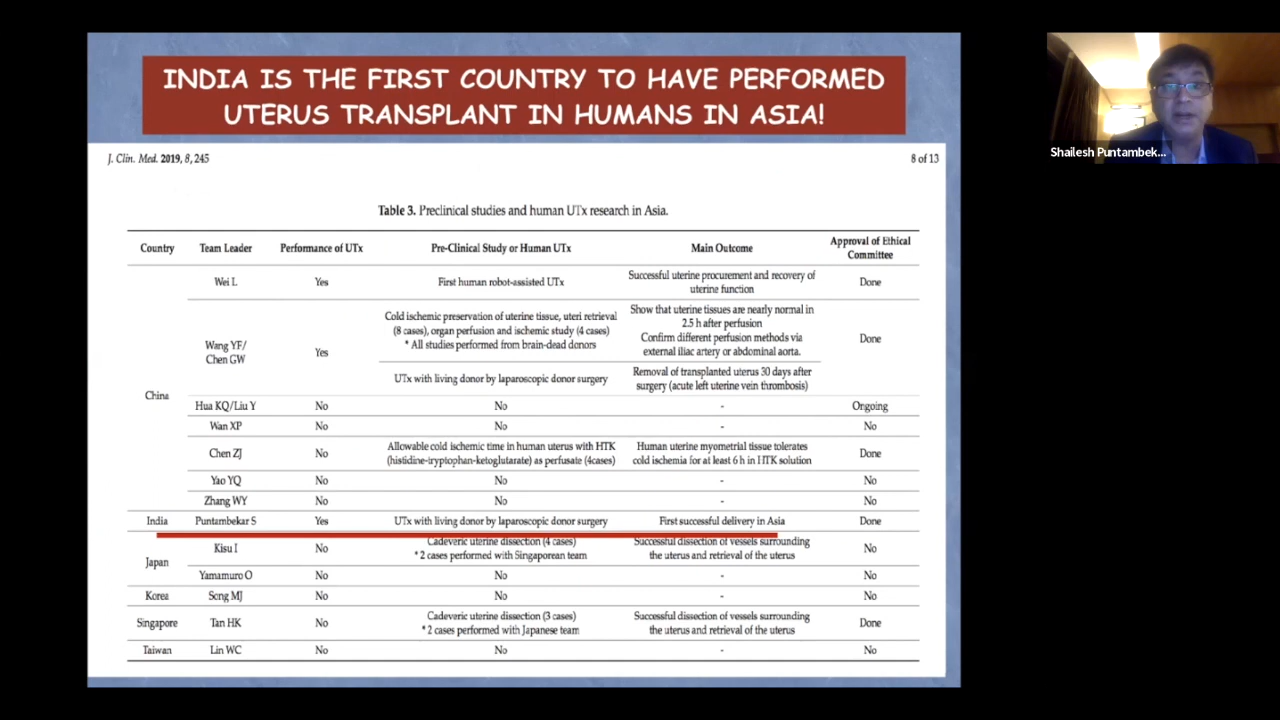 INDIA IS THE FIRST COUNTRY TO HAVE PERFORMED
UTERUS TRANSPLANT IN HUMANS IN ASIA!
Shailesh Puntambek...
J. Clin. Med. 2019, 8, 245 8 of 13
Table 3. Preclinical studies and human UTx research in Asia.
Country Team Leader Performance of UTx Pre-Clinical Study or Human UTx Main Outcome Approval of Ethical
Committee
Wei L Yes First human robot-assisted UTx Successful uterine procurement and recovery of
uterine function Done
Cold ischemic preservation of uterine tissue, uteri retrieval
(8 cases), organ perfusion and ischemic study (4 cases)
* All studies performed from brain-dead donors
Show that uterine tissues are nearly normal in
2.5 h after perfusion
Confirm different perfusion methods via
external iliac artery or abdominal aorta.
Done
Wang YF/
Chen GW
Yes
UTx with living donor by laparoscopic donor surgery Removal of transplanted uterus 30 days after
surgery (acute left uterine vein thrombosis)
China
Hua KQ/Liu Y No No - Ongoing
Wan XP No No - No
Chen ZJ No Allowable cold ischemic time in human uterus with HTK
(histidine-tryptophan-ketoglutarate) as perfusate (4cases)
Human uterine myometrial tissue tolerates
cold ischemia for at least 6 h in HTK solution
Done
Yao YQ No No - No
Zhang WY No No - No
India Puntambekar S Yes UTx with living donor by laparoscopic donor surgery First successful delivery in Asia Done
Japan
Kisu I No Cadeveric uterine dissection (4 cases)
* 2 cases performed with Singaporean team
Successful dissection of vessels surrounding
the uterus and retrieval of the uterus
No
Yamamuro O No No - No
Korea Song MJ No No - No
Singapore Tan HK No Cadeveric uterine dissection (3 cases)
* 2 cases performed with Japanese team
Successful dissection of vessels surrounding
the uterus and retrieval of the uterus
Done
Taiwan Lin WC No No - No